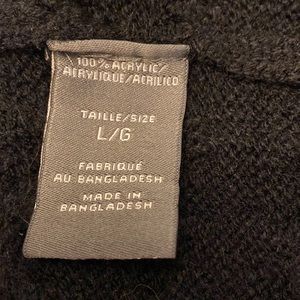 100% ACRYLIC/
ACRYLIQUE/ACRILICO
TAILLE/SIZE
L/G
FABRIQUÉ
AU BANGLADESH
MADE IN
BANGLADESH